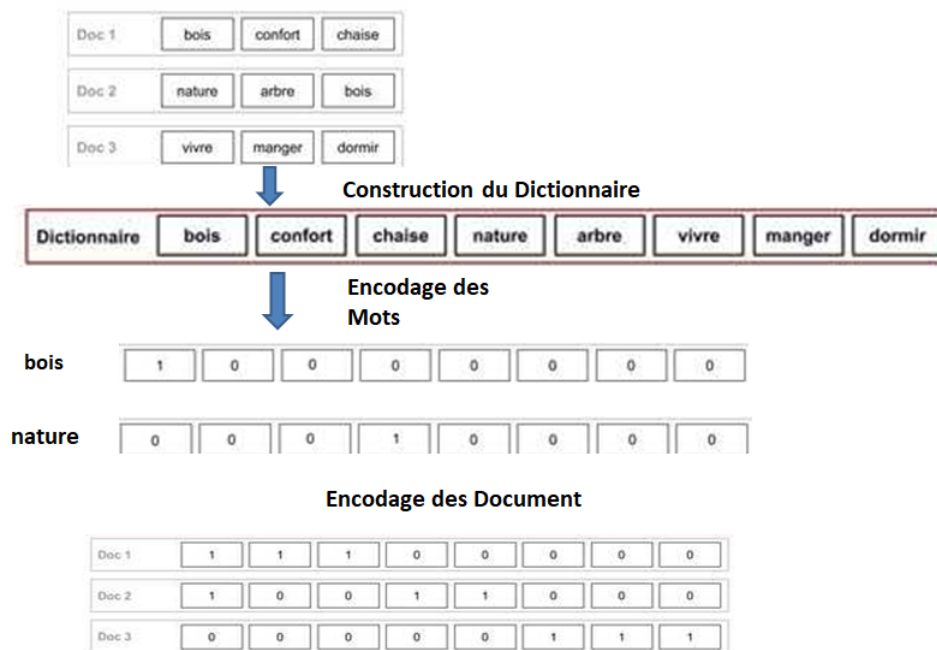 Doc 1 bois confort chaise
Doc 2 nature arbre bois
Doc 3 vivre manger dormir
Construction du Dictionnaire
Dictionnaire bois confort chaise nature arbre vivre manger dormir
Encodage des
Mots
bois 1 0 0 0 0 0 0 0
nature 0 0 0 1 0 0 0 0
Encodage des Document
Doc 1 1 1 1 0 0 0 0 0
Doc 2 1 0 0 1 1 0 0 0
Doc 3 0 0 0 0 0 1 1 1